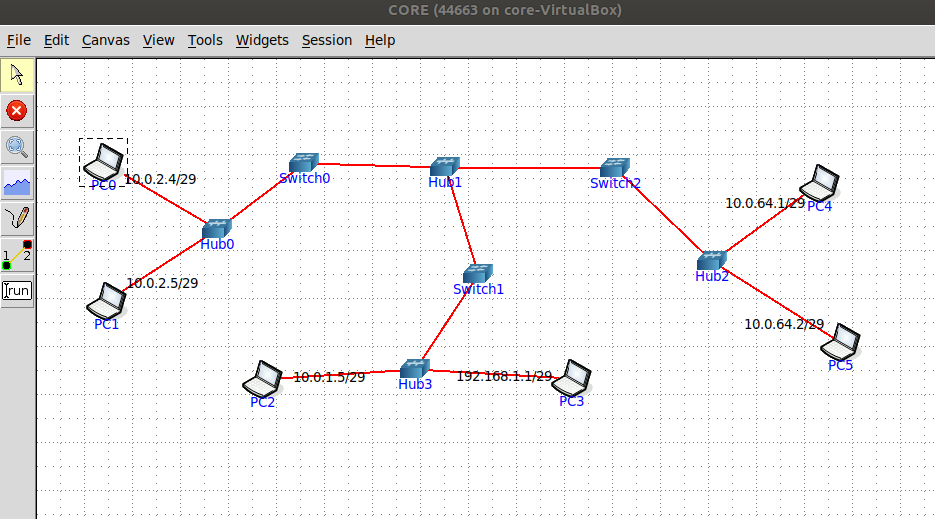 CORE (44663 on core-VirtualBox)
File Edit Canvas View Tools Widgets Session Help
PC0
10.0.2.4/29
Switch0
Hub1
Switch2
10.0.64.1/29
PC4
Hub0
10.0.2.5/29
PC1
Switch1
Hub2
10.0.64.2/29
PC5
PC2
10.0.1.5/29
Hub3
192.168.1.1/29
PC3
1 2
run